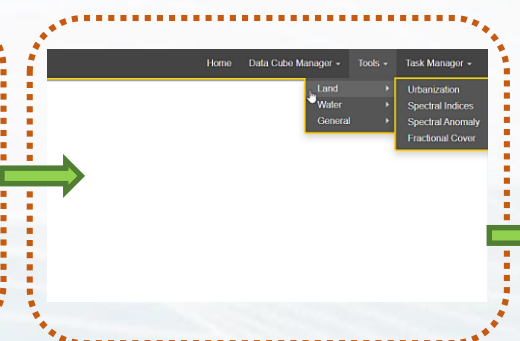 Home Data Cube Manager Tools Task Manager
Land Urbanization
Water Spectral Indices
General Spectral Anomaly
Fractional Cover